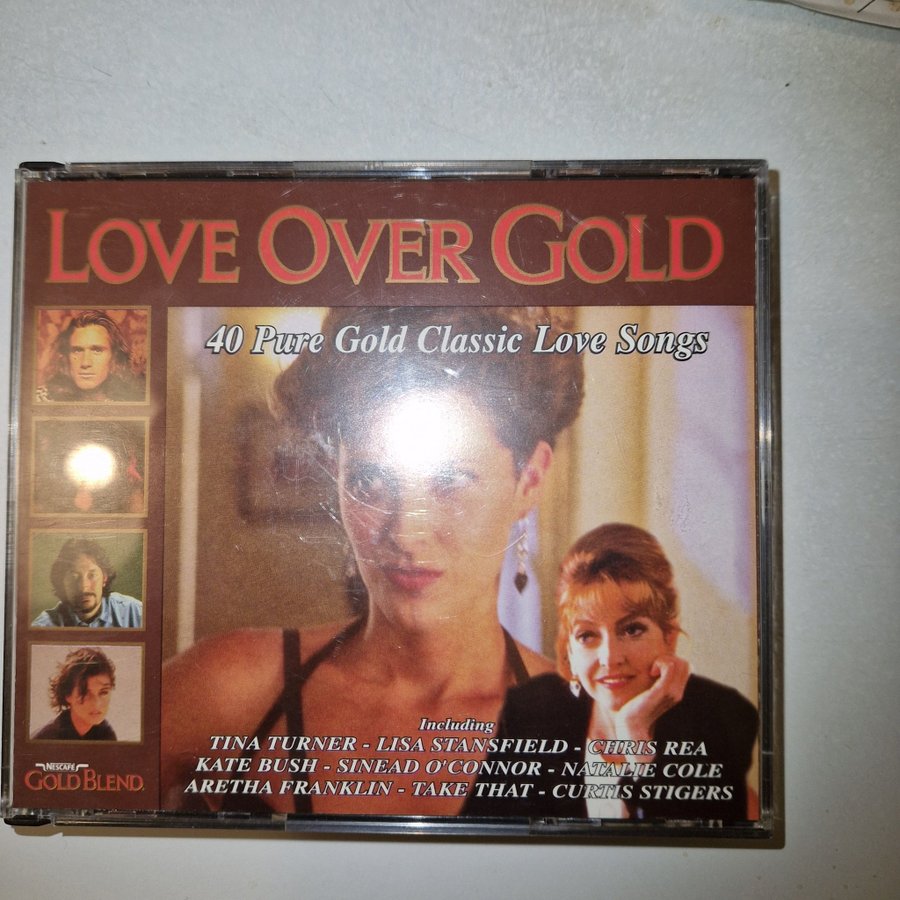 LOVE OVER GOLD
40 Pure Gold Classic Love Songs
Including
TINA TURNER - LISA STANSFIELD - CHRIS REA
KATE BUSH - SINEAD O'CONNOR - NATALIE COLE
ARETHA FRANKLIN - TAKE THAT - CURTIS STIGERS
NESCAFÉ
GOLD BLEND